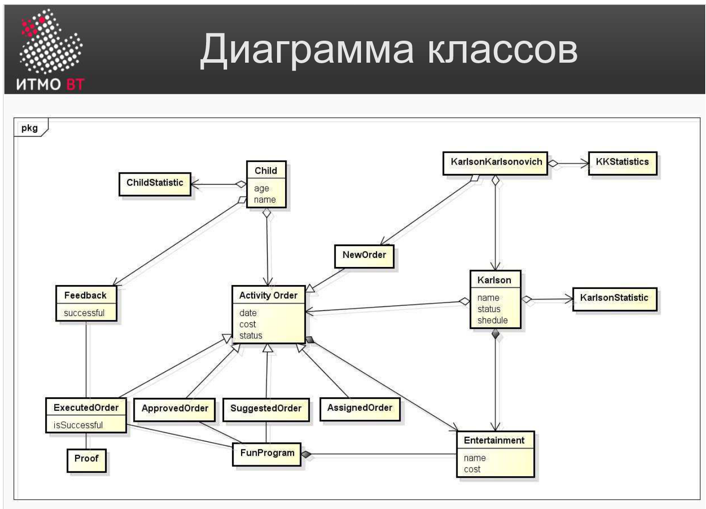 ИТМО ВТ
Диаграмма классов
pkg
Child
age
name
ChildStatistic
KarlsonKarlsonovich
KKStatistics
NewOrder
Feedback
successful
Activity Order
date
cost
status
Karlson
name
status
shedule
KarlsonStatistic
ExecutedOrder
isSuccessful
ApprovedOrder
SuggestedOrder
AssignedOrder
Proof
FunProgram
Entertainment
name
cost